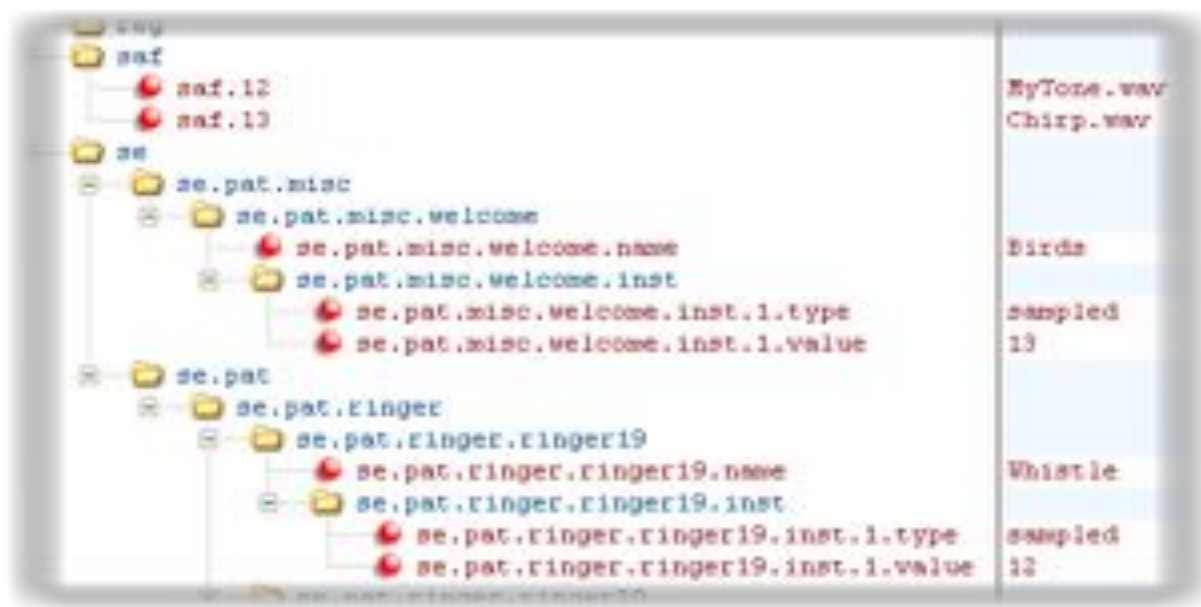 saf
saf.12 MyTone.wav
saf.13 Chirp.wav
se
se.pat.misc
se.pat.misc.welcome
se.pat.misc.welcome.name Birds
se.pat.misc.welcome.inst
se.pat.misc.welcome.inst.1.type sampled
se.pat.misc.welcome.inst.1.value 13
se.pat
se.pat.ringer
se.pat.ringer.ringer19
se.pat.ringer.ringer19.name Whistle
se.pat.ringer.ringer19.inst
se.pat.ringer.ringer19.inst.1.type sampled
se.pat.ringer.ringer19.inst.1.value 12